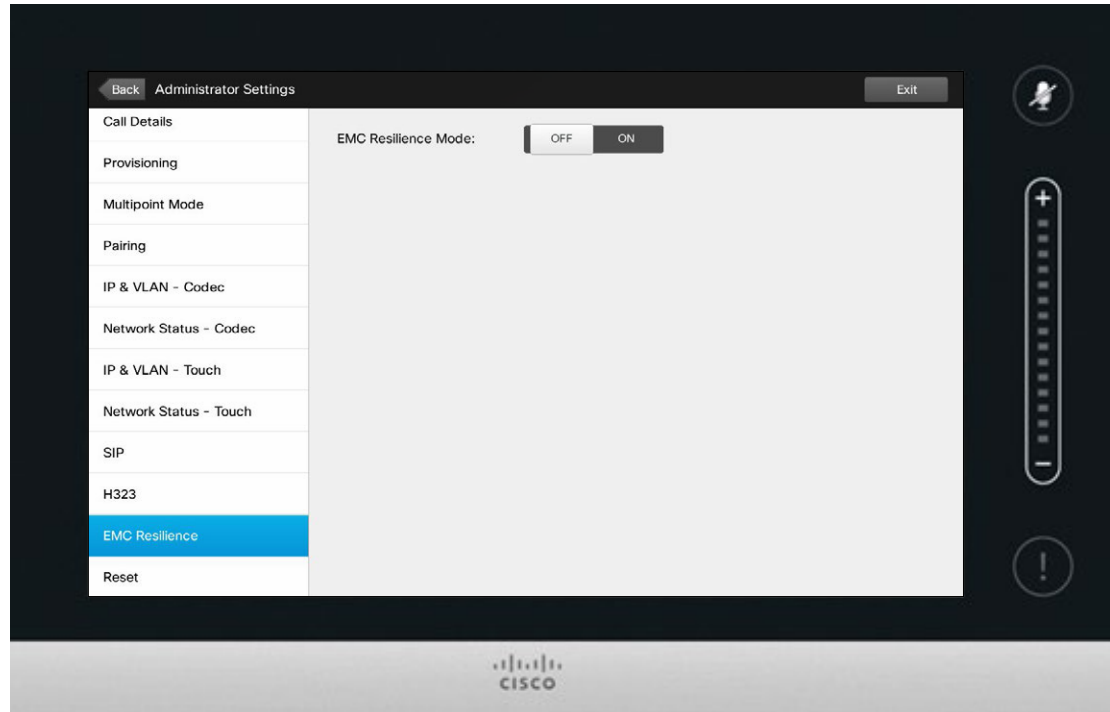 Back Administrator Settings Exit
Call Details
EMC Resilience Mode: OFF ON
Provisioning
Multipoint Mode
Pairing
IP & VLAN - Codec
Network Status - Codec
IP & VLAN - Touch
Network Status - Touch
SIP
H323
EMC Resilience
Reset
+
−
!
CISCO